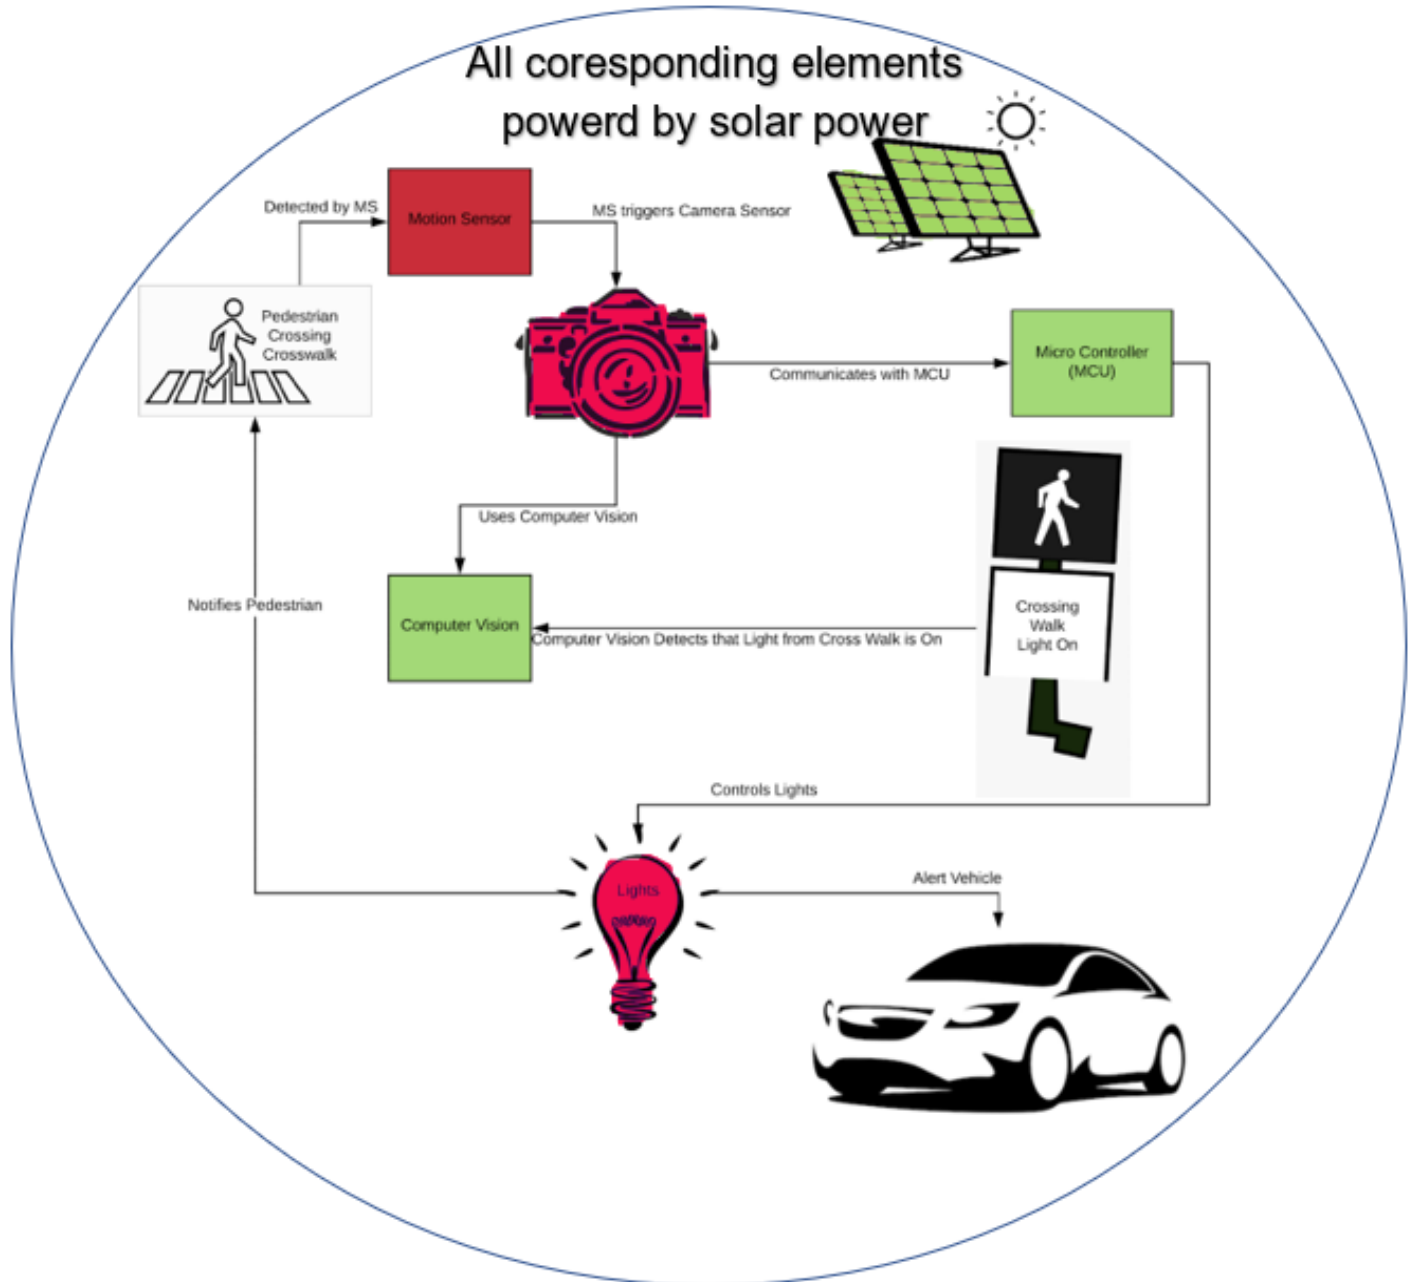 All coresponding elements
powerd by solar power
Detected by MS
Motion Sensor
MS triggers Camera Sensor
Pedestrian
Crossing
Crosswalk
Communicates with MCU
Micro Controller
(MCU)
Uses Computer Vision
Notifies Pedestrian
Computer Vision
Computer Vision Detects that Light from Cross Walk is On
Crossing
Walk
Light On
Controls Lights
Lights
Alert Vehicle